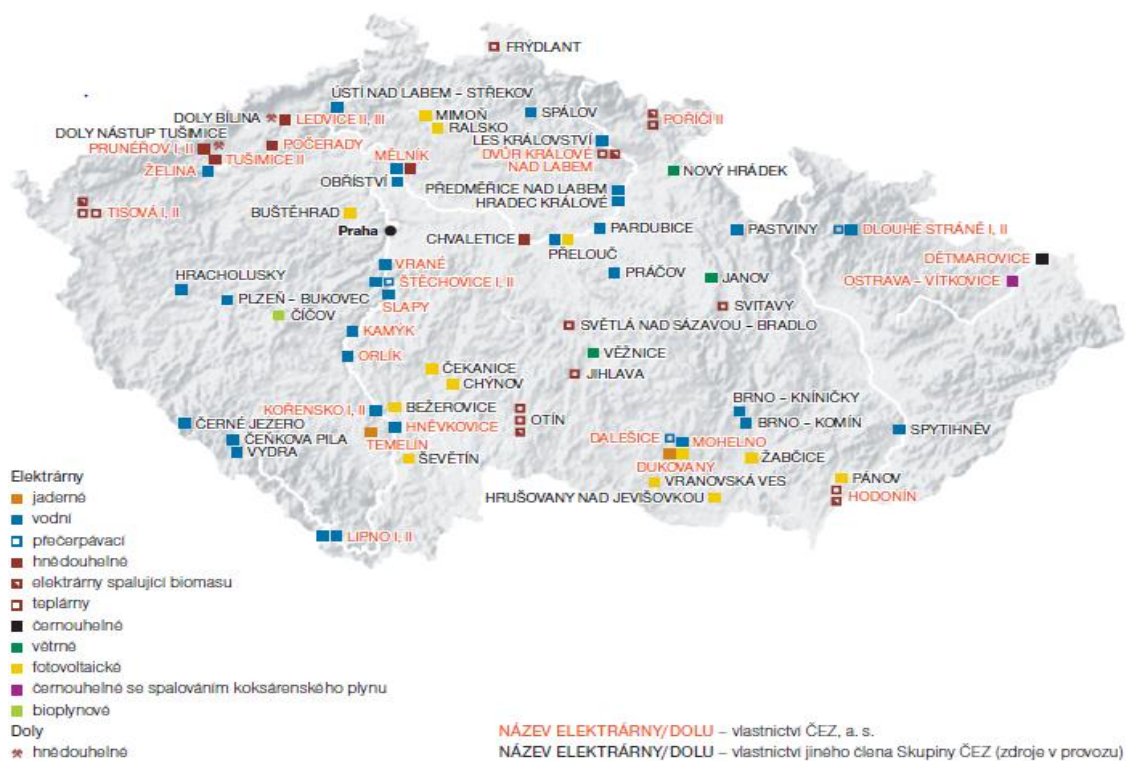 FRÝDLANT
ÚSTÍ NAD LABEM – STŘEKOV
DOLY BÍLINA
LEDVICE II, III
MIMOŇ
RALSKO
SPÁLOV
POŘÍČÍ II
DOLY NÁSTUP TUŠIMICE
PRUNÉŘOV I, II
POČERADY
TUŠIMICE II
ŽELINA
LES KRÁLOVSTVÍ
DVŮR KRÁLOVÉ
NAD LABEM
MĚLNÍK
OBŘÍSTVÍ
NOVÝ HRÁDEK
PŘEDMĚŘICE NAD LABEM
HRADEC KRÁLOVÉ
TISOVÁ I, II
BUŠTĚHRAD
Praha
CHVALETICE
PARDUBICE
PŘELOUČ
PASTVINY
DLOUHÉ STRÁNĚ I, II
DĚTMAROVICE
OSTRAVA – VÍTKOVICE
VRANÉ
HRACHOLUSKY
ŠTĚCHOVICE I, II
PRÁČOV
JANOV
PLZEŇ – BUKOVEC
SLAPY
ČÍČOV
SVITAVY
KAMÝK
SVĚTLÁ NAD SÁZAVOU – BRADLO
ORLÍK
VĚŽNICE
ČEKANICE
CHÝNOV
JIHLAVA
KOŘENSKO I, II
BEŽEROVICE
OTÍN
BRNO – KNÍNIČKY
ČERNÉ JEZERO
HNĚVKOVICE
BRNO – KOMÍN
SPYTIHNĚV
ČEŇKOVA PILA
TEMELÍN
DALEŠICE
MOHELNO
VYDRA
ŠEVĚTÍN
ŽABČICE
DUKOVANY
VRANOVSKÁ VES
PÁNOV
HRUŠOVANY NAD JEVIŠOVKOU
HODONÍN
LIPNO I, II
Elektrárny
jaderné
vodní
přečerpávací
hnědouhelné
elektrárny spalující biomasu
teplárny
černouhelné
větrné
fotovoltaické
černouhelné se spalováním koksárenského plynu
bioplynové
Doly
hnědouhelné
NÁZEV ELEKTRÁRNY/DOLU – vlastnictví ČEZ, a. s.
NÁZEV ELEKTRÁRNY/DOLU – vlastnictví jiného člena Skupiny ČEZ (zdroje v provozu)